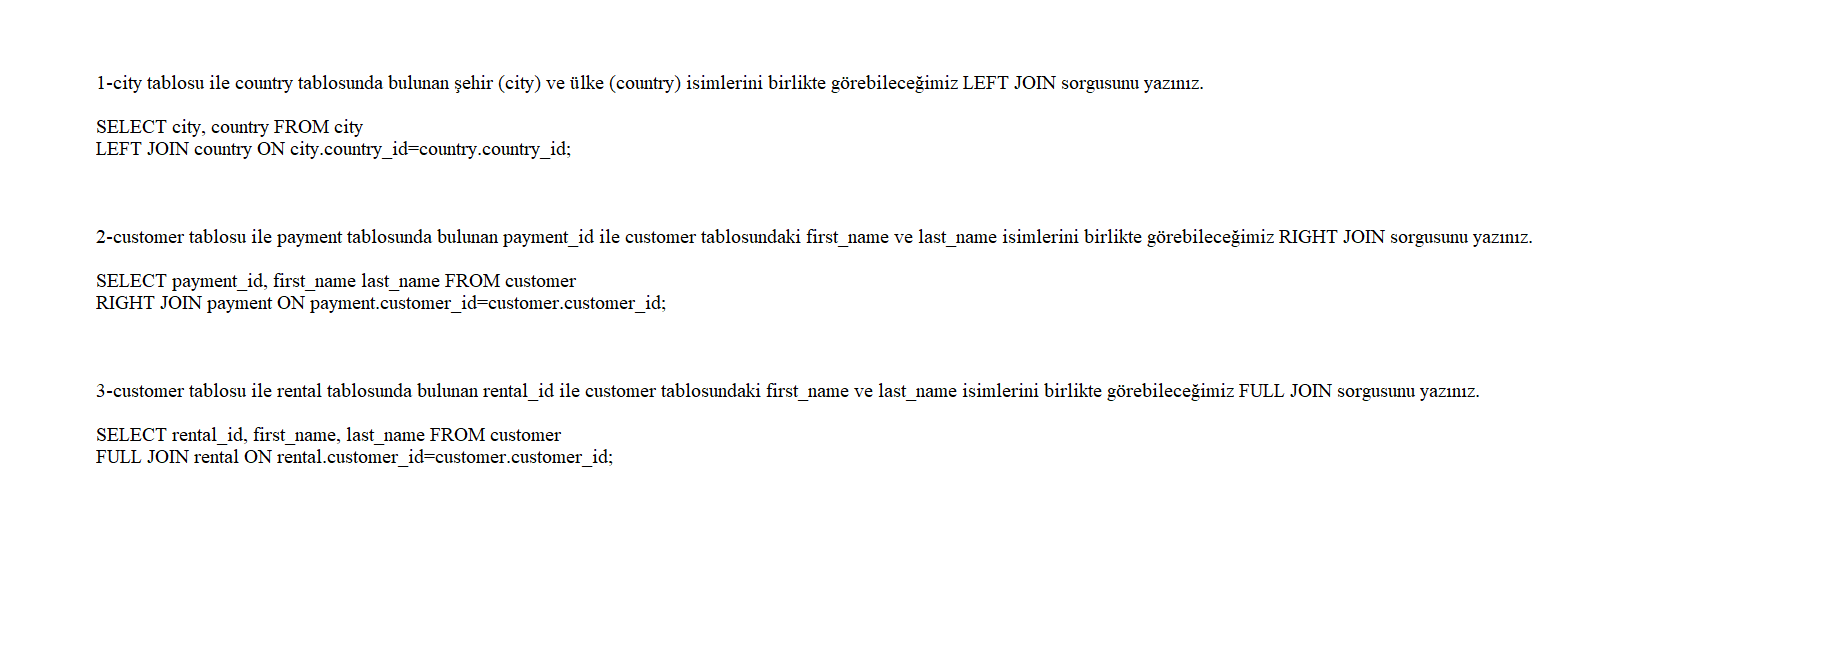 1-city tablosu ile country tablosunda bulunan şehir (city) ve ülke (country) isimlerini birlikte görebileceğimiz LEFT JOIN sorgusunu yazınız.
SELECT city, country FROM city
LEFT JOIN country ON city.country_id=country.country_id;
2-customer tablosu ile payment tablosunda bulunan payment_id ile customer tablosundaki first_name ve last_name isimlerini birlikte görebileceğimiz RIGHT JOIN sorgusunu yazınız.
SELECT payment_id, first_name last_name FROM customer
RIGHT JOIN payment ON payment.customer_id=customer.customer_id;
3-customer tablosu ile rental tablosunda bulunan rental_id ile customer tablosundaki first_name ve last_name isimlerini birlikte görebileceğimiz FULL JOIN sorgusunu yazınız.
SELECT rental_id, first_name, last_name FROM customer
FULL JOIN rental ON rental.customer_id=customer.customer_id;